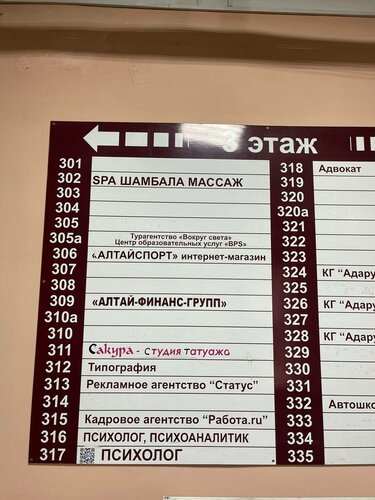 3 этаж
301
302 SPA ШАМБАЛА МАССАЖ
303
304
305
305а Турагентство «Вокруг света»
Центр образовательных услуг «BPS»
306 «АЛТАЙСПОРТ» интернет-магазин
307
308
309 «АЛТАЙ-ФИНАНС-ГРУПП»
310а
310
311 Сакура - студия татуажа
312 Типография
313 Рекламное агентство “Статус”
314
315 Кадровое агентство “Работа.ru”
316 ПСИХОЛОГ, ПСИХОАНАЛИТИК
317 ПСИХОЛОГ
318 Адвокат
319
320
320а
321
322
323
324 КГ “Адару
325
326 КГ “Адару
327
328 КГ “Адару
329
330
331
332 Автошко
333
334
335